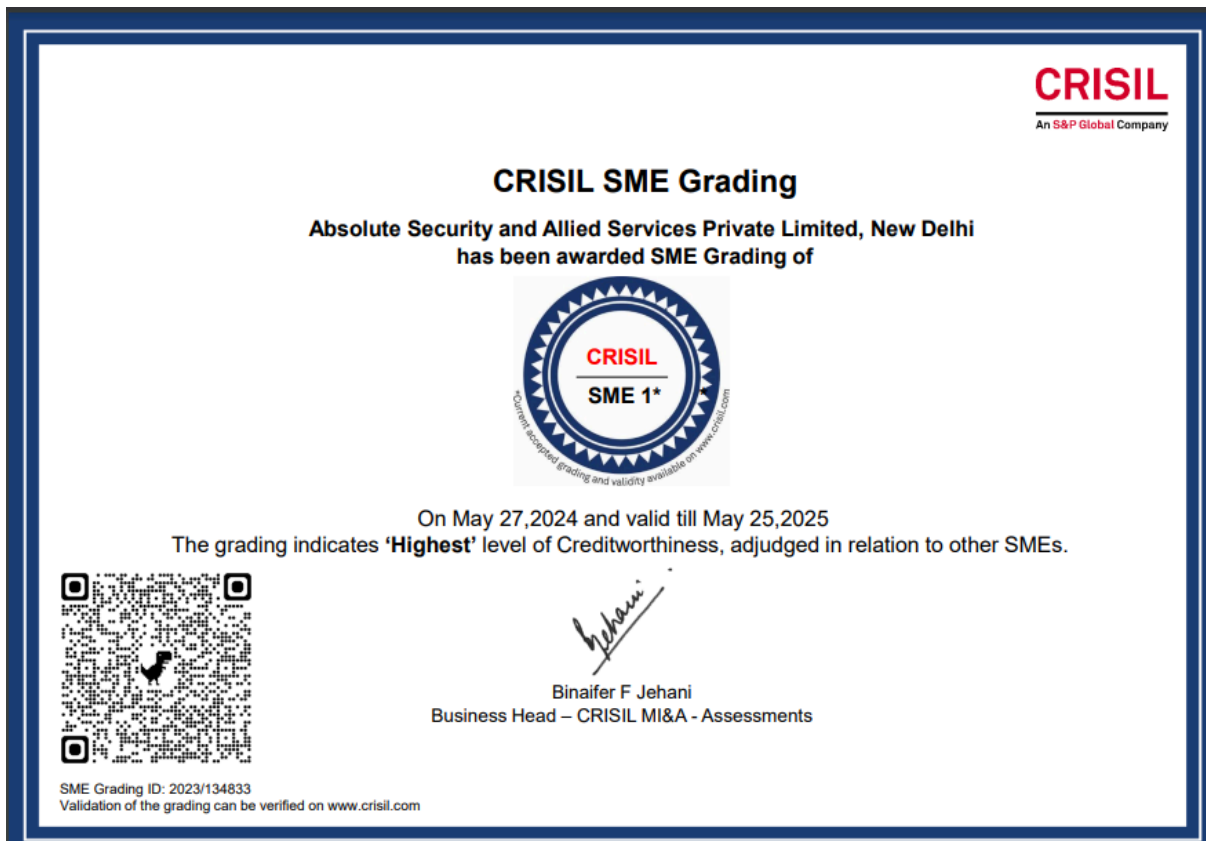 CRISIL
An S&P Global Company
CRISIL SME Grading
Absolute Security and Allied Services Private Limited, New Delhi
has been awarded SME Grading of
CRISIL
SME 1*
*
*Current accepted grading and validity available on www.crisil.com
On May 27,2024 and valid till May 25,2025
The grading indicates ‘Highest’ level of Creditworthiness, adjudged in relation to other SMEs.
Jehani
Binaifer F Jehani
Business Head – CRISIL MI&A - Assessments
SME Grading ID: 2023/134833
Validation of the grading can be verified on www.crisil.com